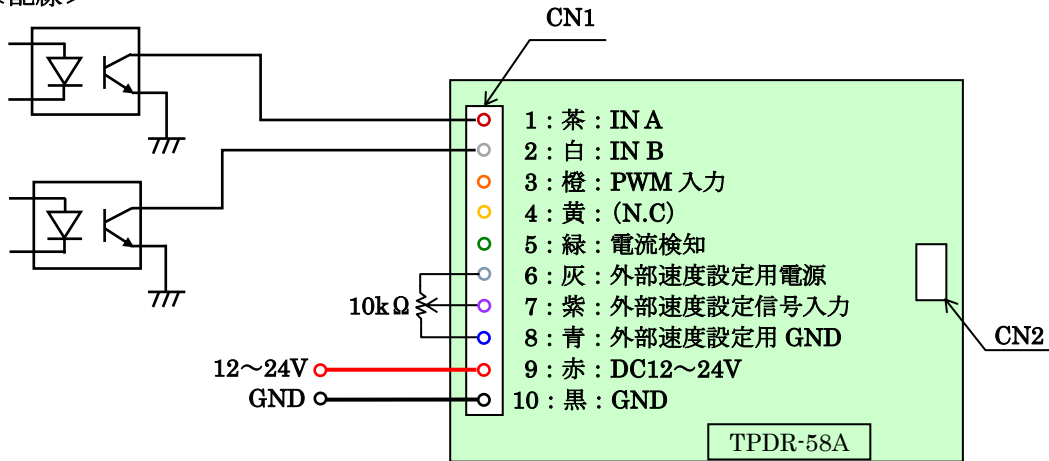 CN1
1：茶：IN A
2：白：IN B
3：橙：PWM 入力
4：黄：(N.C)
5：緑：電流検知
6：灰：外部速度設定用電源
7：紫：外部速度設定信号入力
8：青：外部速度設定用 GND
9：赤：DC12～24V
10：黒：GND
10kΩ
12～24V
GND
CN2
TPDR-58A